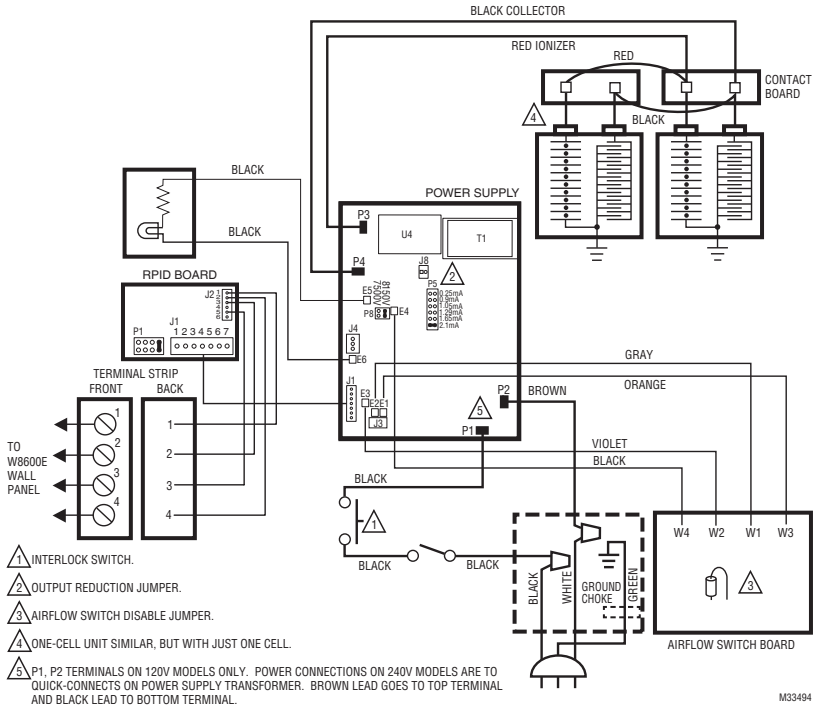 BLACK COLLECTOR
RED IONIZER
RED
CONTACT
BOARD
BLACK
4
BLACK
BLACK
POWER SUPPLY
P3
U4
T1
P4
J8
2
E5
8150V
7500V
P8
E4
P5
0.25mA
0.9mA
1.05mA
1.29mA
1.65mA
2.1mA
J4
E6
J1
E3
E2E1
J3
5
P2
P1
RPID BOARD
J2
1
2
3
4
5
6
P1
J1
1 2 3 4 5 6 7
TERMINAL STRIP
FRONT BACK
1
2
3
4
1
2
3
4
TO
W8600E
WALL
PANEL
GRAY
ORANGE
BROWN
VIOLET
BLACK
BLACK
1
BLACK
BLACK
BLACK
WHITE
GROUND
CHOKE
GREEN
W4 W2 W1 W3
3
AIRFLOW SWITCH BOARD
1 INTERLOCK SWITCH.
2 OUTPUT REDUCTION JUMPER.
3 AIRFLOW SWITCH DISABLE JUMPER.
4 ONE-CELL UNIT SIMILAR, BUT WITH JUST ONE CELL.
5 P1, P2 TERMINALS ON 120V MODELS ONLY. POWER CONNECTIONS ON 240V MODELS ARE TO
QUICK-CONNECTS ON POWER SUPPLY TRANSFORMER. BROWN LEAD GOES TO TOP TERMINAL
AND BLACK LEAD TO BOTTOM TERMINAL.
M33494